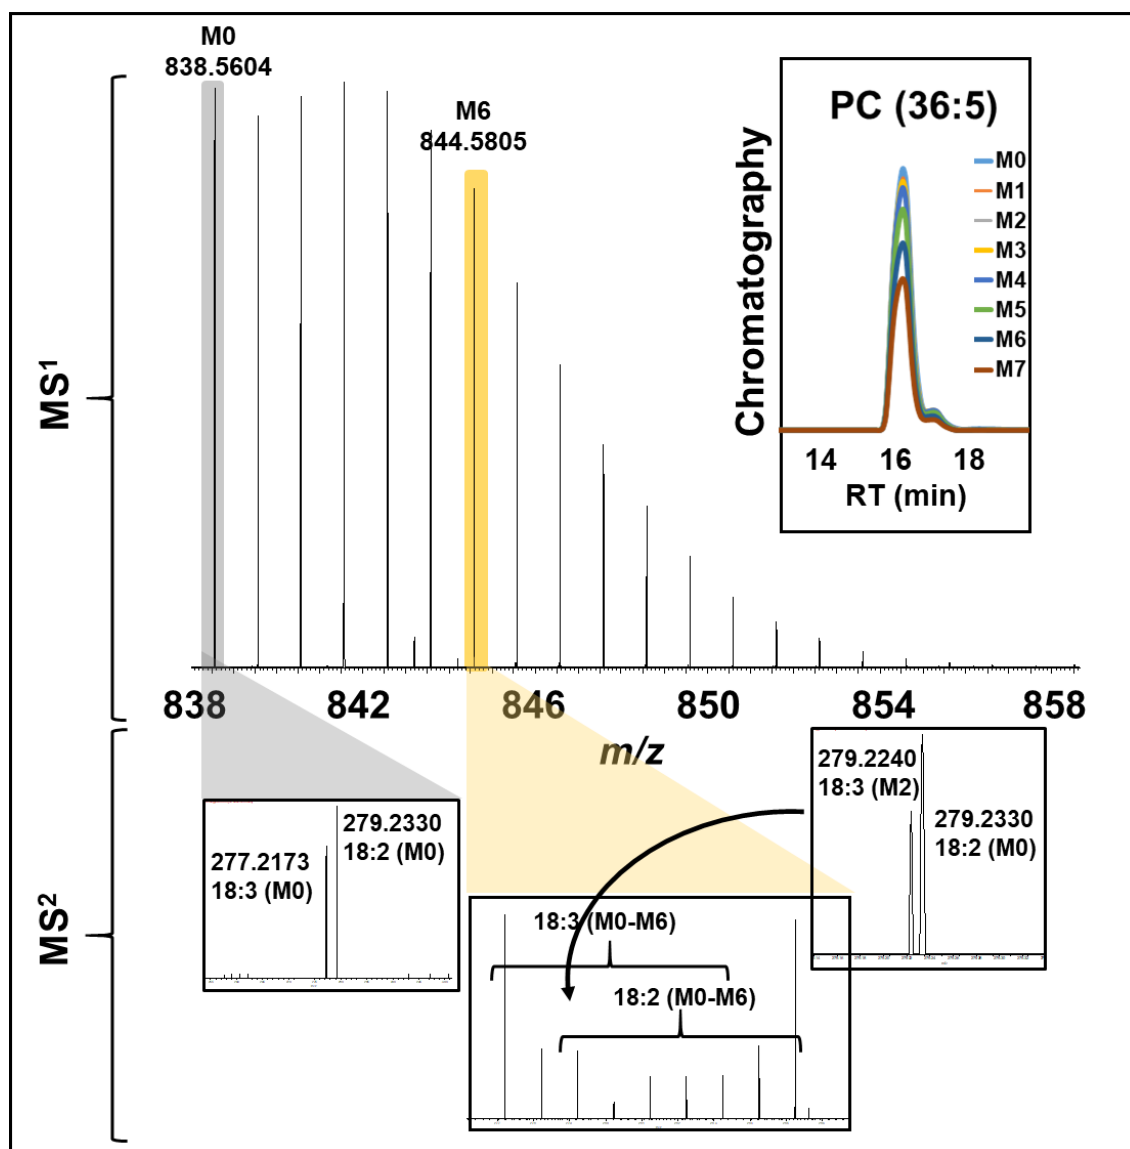 M0
838.5604
M6
844.5805
MS1
838 842 846 850 854 858
m/z
Chromatography
PC (36:5)
M0
M1
M2
M3
M4
M5
M6
M7
14 16 18
RT (min)
MS2
277.2173
18:3 (M0)
279.2330
18:2 (M0)
18:3 (M0-M6)
18:2 (M0-M6)
279.2240
18:3 (M2)
279.2330
18:2 (M0)